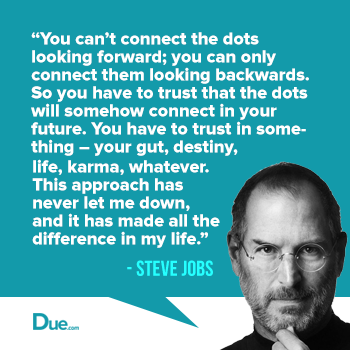 “You can’t connect the dots
looking forward; you can only
connect them looking backwards.
So you have to trust that the dots
will somehow connect in your
future. You have to trust in some-
thing – your gut, destiny,
life, karma, whatever.
This approach has
never let me down,
and it has made all the
difference in my life.”
- STEVE JOBS
Due.com